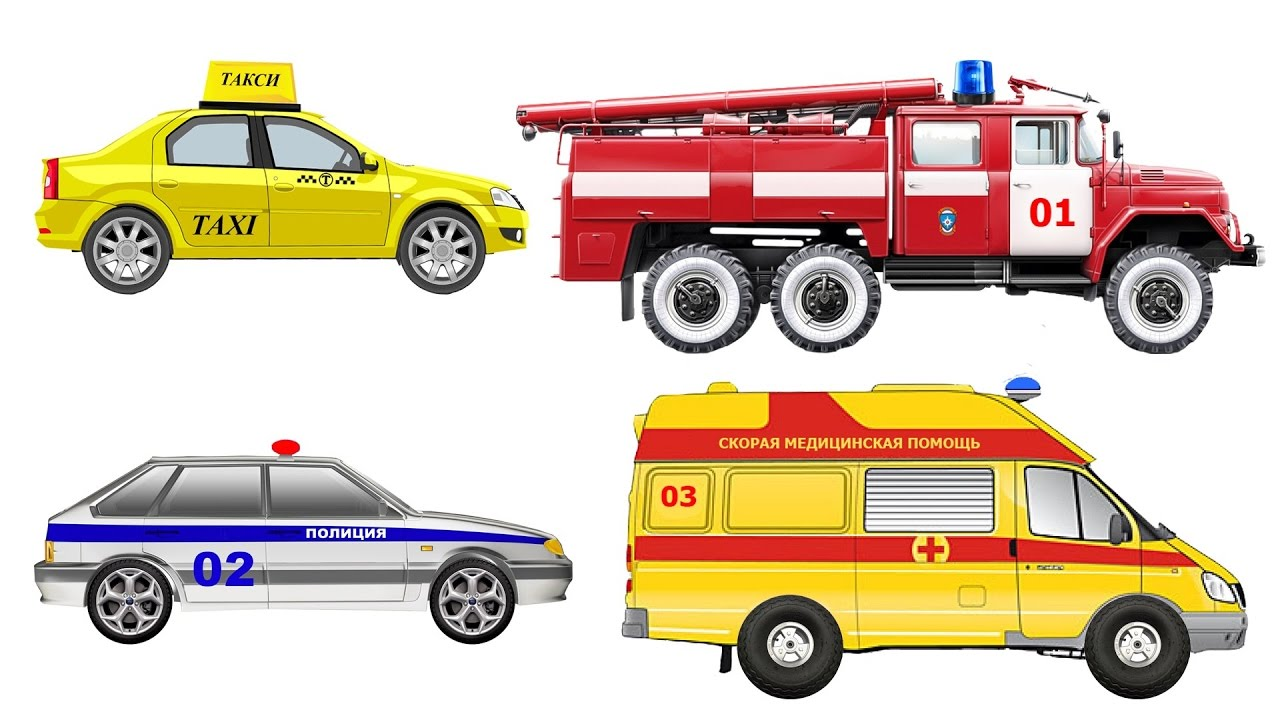 ТАКСИ
Т
TAXI
01
ПОЛИЦИЯ
02
СКОРАЯ МЕДИЦИНСКАЯ ПОМОЩЬ
03